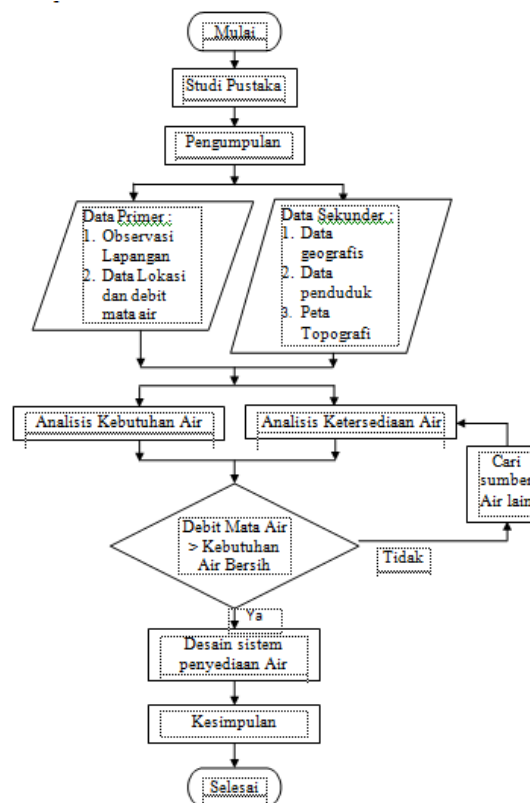 Mulai
Studi Pustaka
Pengumpulan
Data Primer :
1. Observasi
Lapangan
2. Data Lokasi
dan debit
mata air
Data Sekunder :
1. Data
geografis
2. Data
penduduk
3. Peta
Topografi
Analisis Kebutuhan Air
Analisis Ketersediaan Air
Cari
sumber
Air lain
Debit Mata Air
> Kebutuhan
Air Bersih
Tidak
Ya
Desain sistem
penyediaan Air
Kesimpulan
Selesai